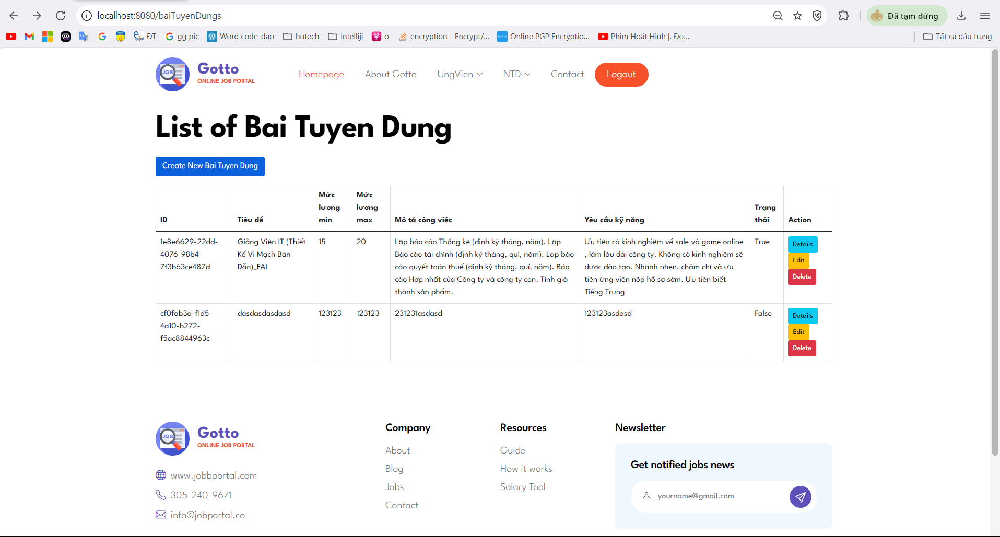 localhost:8080/baiTuyenDungs
Đã tạm dừng
ĐT
gg pic
Word code-dao
hutech
intelliji
o
encryption - Encrypt/...
Online PGP Encryptio...
Phim Hoạt Hình |. Đo...
Tất cả dấu trang
JOB
Gotto
ONLINE JOB PORTAL
Homepage
About Gotto
UngVien
NTD
Contact
Logout
List of Bai Tuyen Dung
Create New Bai Tuyen Dung
ID
Tiêu đề
Mức
lương
min
Mức
lương
max
Mô tả công việc
Yêu cầu kỹ năng
Trạng
thái
Action
1e8e6629-22dd-
4076-98b4-
7f3b63ce487d
Giảng Viên IT (Thiết
Kế Vi Mạch Bán
Dẫn)_FAI
15
20
Lập báo cáo Thống kê (định kỳ tháng, năm). Lập
Báo cáo tài chính (định kỳ tháng, quí, năm). Lap báo
cáo quyết toán thuế (định kỳ tháng, quí, năm). Báo
cáo Hợp nhất của Công ty và công ty con. Tính giá
thành sản phẩm.
Ưu tiên có kinh nghiệm về sale và game online
, làm lâu dài công ty. Không có kinh nghiệm sẽ
được đào tạo. Nhanh nhẹn, chăm chỉ và ưu
tiên ứng viên nộp hồ sơ sớm. Ưu tiên biết
Tiếng Trung
True
Details
Edit
Delete
cf0fab3a-f1d5-
4a10-b272-
f5ac8844963c
dasdasdasdasd
123123
123123
231231asdasd
123123asdasd
False
Details
Edit
Delete
JOB
Gotto
ONLINE JOB PORTAL
www.jobbportal.com
305-240-9671
info@jobportal.co
Company
About
Blog
Jobs
Contact
Resources
Guide
How it works
Salary Tool
Newsletter
Get notified jobs news
yourname@gmail.com